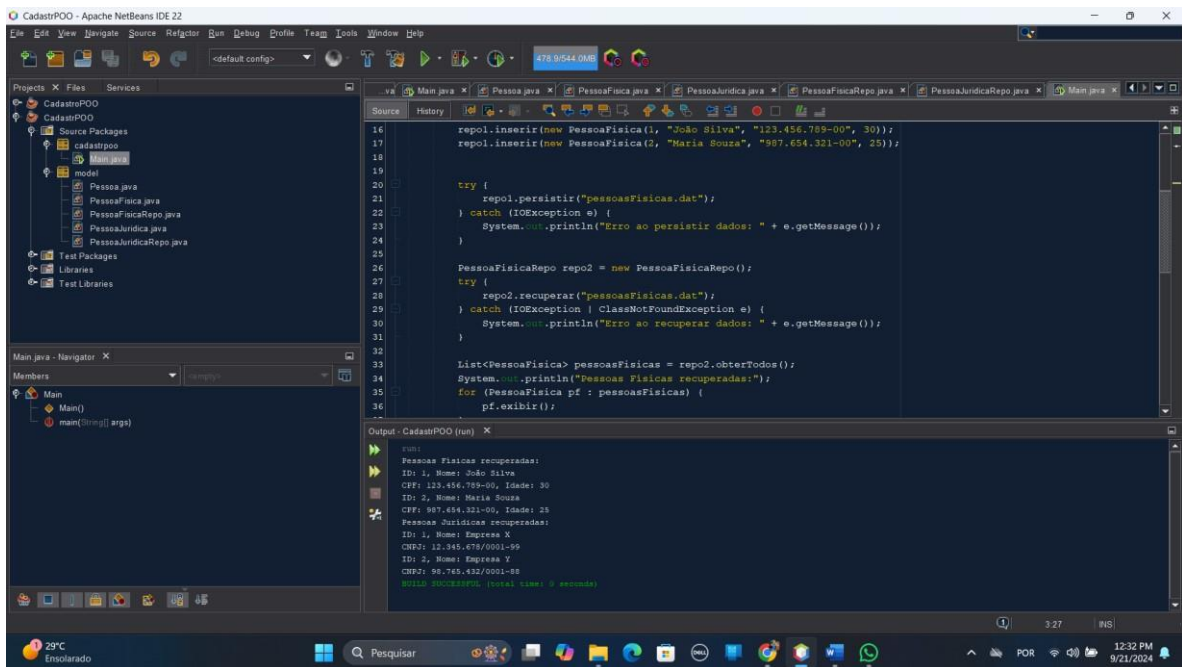 CadastrPOO - Apache NetBeans IDE 22
File Edit View Navigate Source Refactor Run Debug Profile Team Tools Window Help
<default config>
478.9/544.0MB
Projects Files Services
CadastroPOO
CadastrPOO
Source Packages
cadastrpoo
Main.java
model
Pessoa.java
PessoaFisica.java
PessoaFisicaRepo.java
PessoaJuridica.java
PessoaJuridicaRepo.java
Test Packages
Libraries
Test Libraries
Main.java - Navigator
Members <empty>
Main
Main()
main(String[] args)
...va Main.java Pessoa.java PessoaFisica.java PessoaJuridica.java PessoaFisicaRepo.java PessoaJuridicaRepo.java Main.java
Source History
16 repo1.inserir(new PessoaFisica(1, "João Silva", "123.456.789-00", 30));
17 repo1.inserir(new PessoaFisica(2, "Maria Souza", "987.654.321-00", 25));
18
19
20 try {
21 repo1.persistir("pessoasFisicas.dat");
22 } catch (IOException e) {
23 System.out.println("Erro ao persistir dados: " + e.getMessage());
24 }
25
26 PessoaFisicaRepo repo2 = new PessoaFisicaRepo();
27 try {
28 repo2.recuperar("pessoasFisicas.dat");
29 } catch (IOException | ClassNotFoundException e) {
30 System.out.println("Erro ao recuperar dados: " + e.getMessage());
31 }
32
33 List<PessoaFisica> pessoasFisicas = repo2.obterTodos();
34 System.out.println("Pessoas Fisicas recuperadas:");
35 for (PessoaFisica pf : pessoasFisicas) {
36 pf.exibir();
Output - CadastrPOO (run)
run:
Pessoas Fisicas recuperadas:
ID: 1, Nome: João Silva
CPF: 123.456.789-00, Idade: 30
ID: 2, Nome: Maria Souza
CPF: 987.654.321-00, Idade: 25
Pessoas Juridicas recuperadas:
ID: 1, Nome: Empresa X
CNPJ: 12.345.678/0001-99
ID: 2, Nome: Empresa Y
CNPJ: 98.765.432/0001-88
BUILD SUCCESSFUL (total time: 0 seconds)
3:27 INS
1
29°C
Ensolarado
Pesquisar
DELL
POR
12:32 PM
9/21/2024